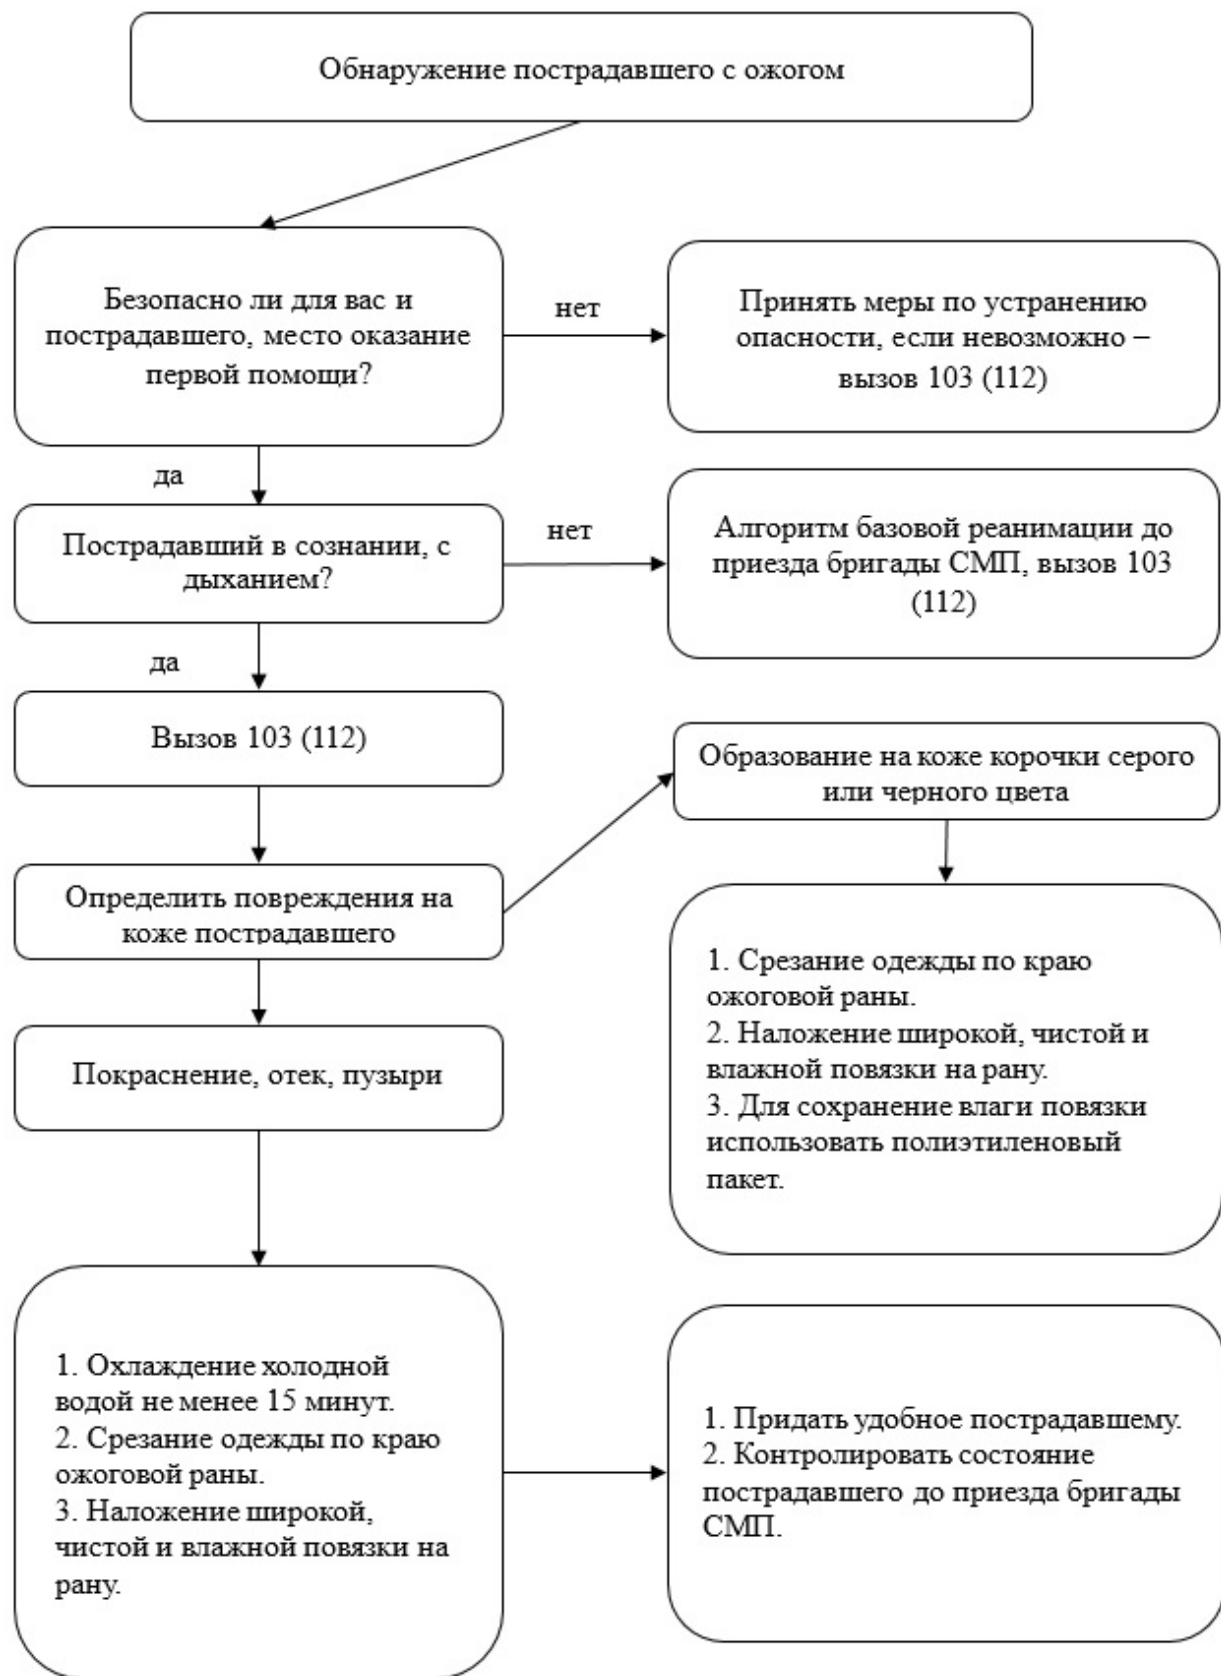 Обнаружение пострадавшего с ожогом
Безопасно ли для вас и
пострадавшего, место оказание
первой помощи?
нет
Принять меры по устранению
опасности, если невозможно –
вызов 103 (112)
да
Пострадавший в сознании, с
дыханием?
нет
Алгоритм базовой реанимации до
приезда бригады СМП, вызов 103
(112)
да
Вызов 103 (112)
Образование на коже корочки серого
или черного цвета
Определить повреждения на
коже пострадавшего
1. Срезание одежды по краю
ожоговой раны.
2. Наложение широкой, чистой и
влажной повязки на рану.
3. Для сохранение влаги повязки
использовать полиэтиленовый
пакет.
Покраснение, отек, пузыри
1. Охлаждение холодной
водой не менее 15 минут.
2. Срезание одежды по краю
ожоговой раны.
3. Наложение широкой,
чистой и влажной повязки на
рану.
1. Придать удобное пострадавшему.
2. Контролировать состояние
пострадавшего до приезда бригады
СМП.